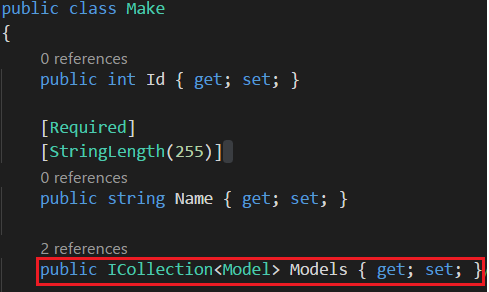 public class Make
{
0 references
public int Id { get; set; }
[Required]
[StringLength(255)]
0 references
public string Name { get; set; }
2 references
public ICollection<Model> Models { get; set; }